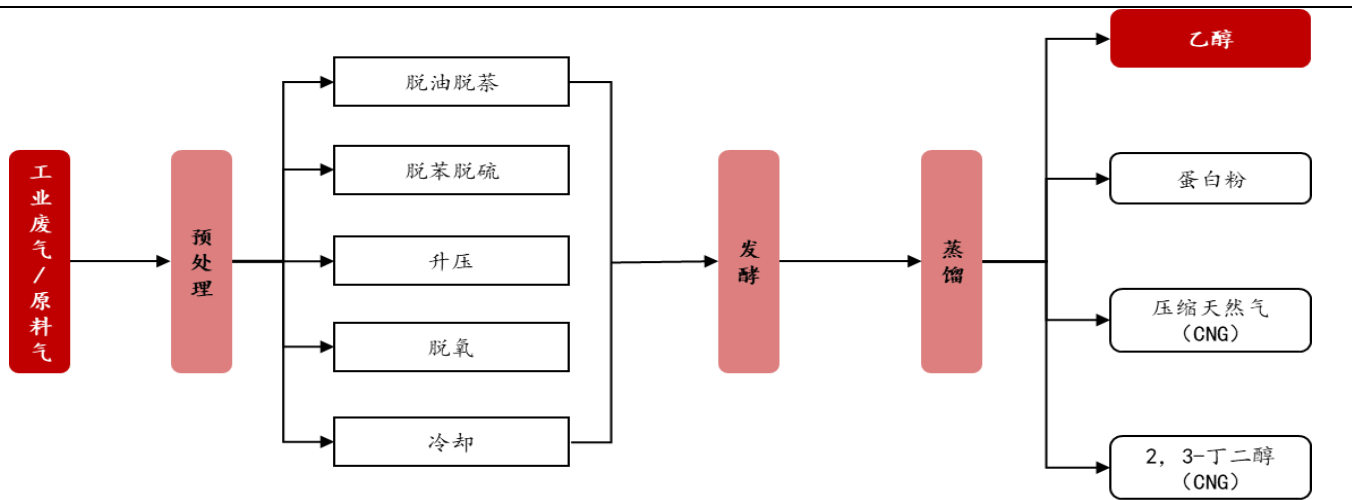 工业废气/原料气
预处理
脱油脱萘
脱苯脱硫
升压
脱氧
冷却
发酵
蒸馏
乙醇
蛋白粉
压缩天然气
（CNG）
2, 3-丁二醇
（CNG）